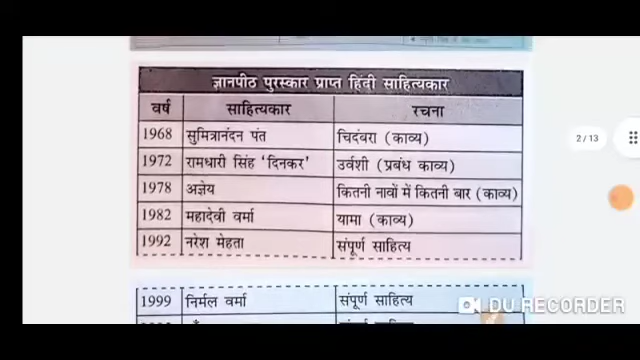 ज्ञानपीठ पुरस्कार प्राप्त हिंदी साहित्यकार
वर्ष साहित्यकार रचना
1968 सुमित्रानंदन पंत चिदंबरा (काव्य)
1972 रामधारी सिंह 'दिनकर' उर्वशी (प्रबंध काव्य)
1978 अज्ञेय कितनी नावों में कितनी बार (काव्य)
1982 महादेवी वर्मा यामा (काव्य)
1992 नरेश मेहता संपूर्ण साहित्य
1999 निर्मल वर्मा संपूर्ण साहित्य
2/13
DU RECORDER